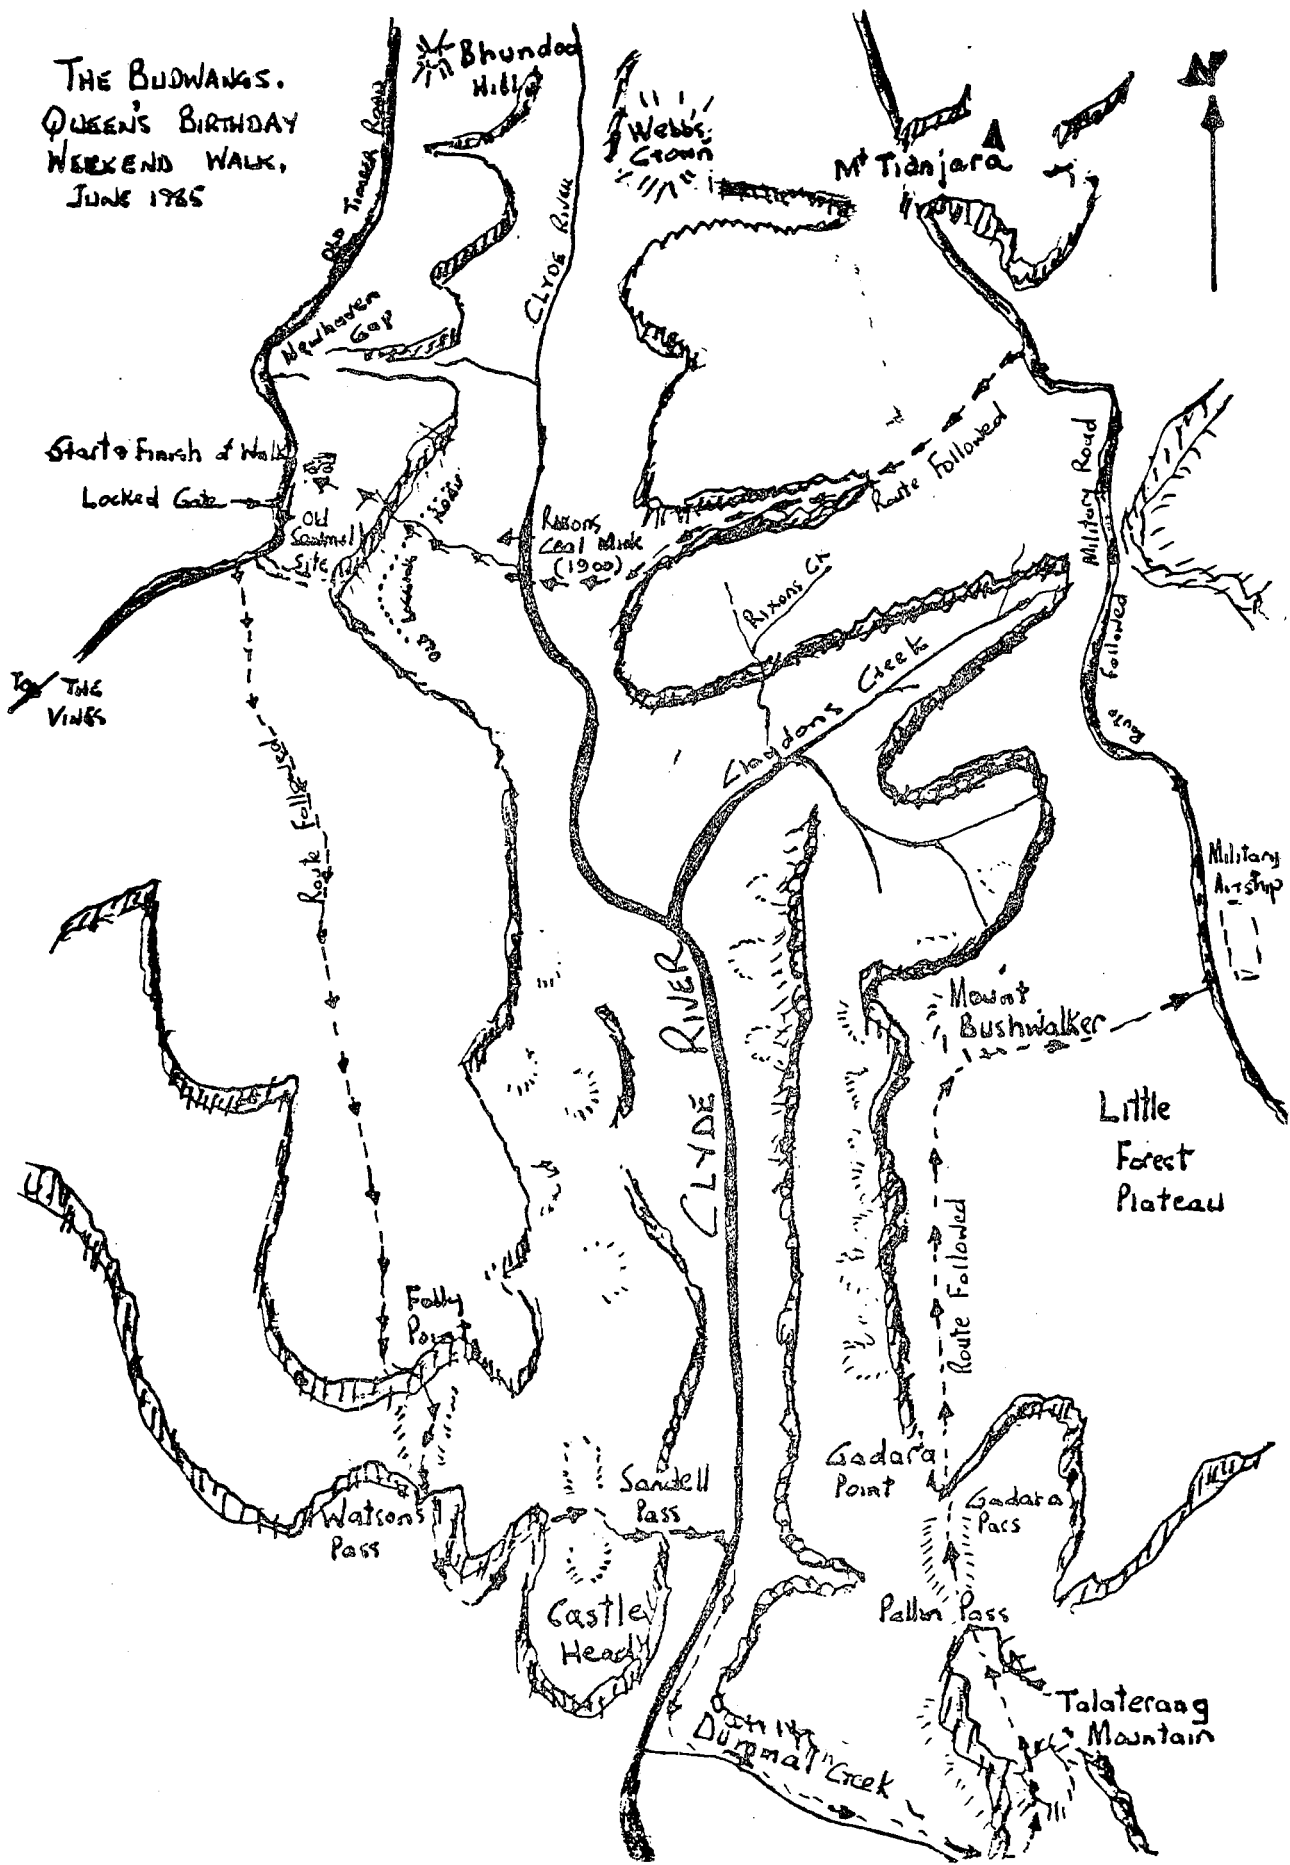 THE BUDWANGS.
QUEEN'S BIRTHDAY
WEEKEND WALK.
JUNE 1985
OLD TIMBER ROAD
Bhundoo
Hill
CLYDE RIVER
Webb's
Crown
Mt Tianjara
N
Newhaven
Gap
Start & Finish of Walk
Locked Gate
Old
Sawmill
Site
OLD
ROAD
Rixons
Coal Mine
(1900)
Route Followed
Military Road
Route Followed
To THE
VINES
Rixons Ck
Claydons Creek
Route Followed
Military
Airstrip
CLYDE RIVER
Mount
Bushwalker
Little
Forest
Plateau
Route Followed
Folly
Point
Watsons
Pass
Sandell
Pass
Castle
Head
Gadara
Point
Gadara
Pass
Pallin Pass
Talaterang
Mountain
Creek